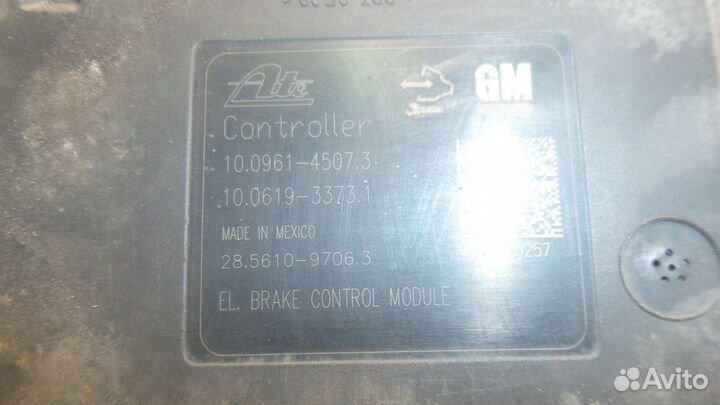 Ate
GM
Controller
10.0961-4507.3
10.0619-3373.1
MADE IN MEXICO
257
28.5610-9706.3
EL. BRAKE CONTROL MODULE
Avito